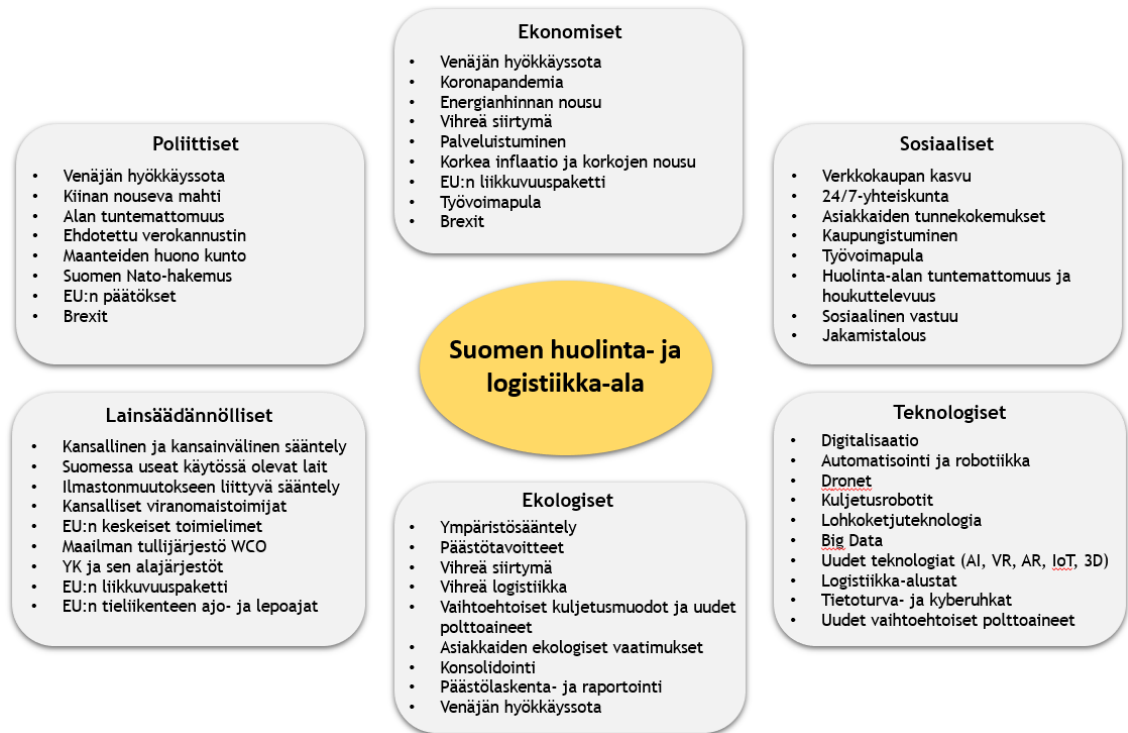 Ekonomiset
• Venäjän hyökkäyssota
• Koronapandemia
• Energianhinnan nousu
• Vihreä siirtymä
• Palveluistuminen
• Korkea inflaatio ja korkojen nousu
• EU:n liikkuvuuspaketti
• Työvoimapula
• Brexit
Poliittiset
• Venäjän hyökkäyssota
• Kiinan nouseva mahti
• Alan tuntemattomuus
• Ehdotettu verokannustin
• Maanteiden huono kunto
• Suomen Nato-hakemus
• EU:n päätökset
• Brexit
Sosiaaliset
• Verkkokaupan kasvu
• 24/7-yhteiskunta
• Asiakkaiden tunnekokemukset
• Kaupungistuminen
• Työvoimapula
• Huolinta-alan tuntemattomuus ja
houkuttelevuus
• Sosiaalinen vastuu
• Jakamistalous
Suomen huolinta- ja
logistiikka-ala
Lainsäädännölliset
• Kansallinen ja kansainvälinen sääntely
• Suomessa useat käytössä olevat lait
• Ilmastonmuutokseen liittyvä sääntely
• Kansalliset viranomaistoimijat
• EU:n keskeiset toimielimet
• Maailman tullijärjestö WCO
• YK ja sen alajärjestöt
• EU:n liikkuvuuspaketti
• EU:n tieliikenteen ajo- ja lepoajat
Ekologiset
• Ympäristösääntely
• Päästötavoitteet
• Vihreä siirtymä
• Vihreä logistiikka
• Vaihtoehtoiset kuljetusmuodot ja uudet
polttoaineet
• Asiakkaiden ekologiset vaatimukset
• Konsolidointi
• Päästölaskenta- ja raportointi
• Venäjän hyökkäyssota
Teknologiset
• Digitalisaatio
• Automatisointi ja robotiikka
• Dronet
• Kuljetusrobotit
• Lohkoketjuteknologia
• Big Data
• Uudet teknologiat (AI, VR, AR, IoT, 3D)
• Logistiikka-alustat
• Tietoturva- ja kyberuhkat
• Uudet vaihtoehtoiset polttoaineet